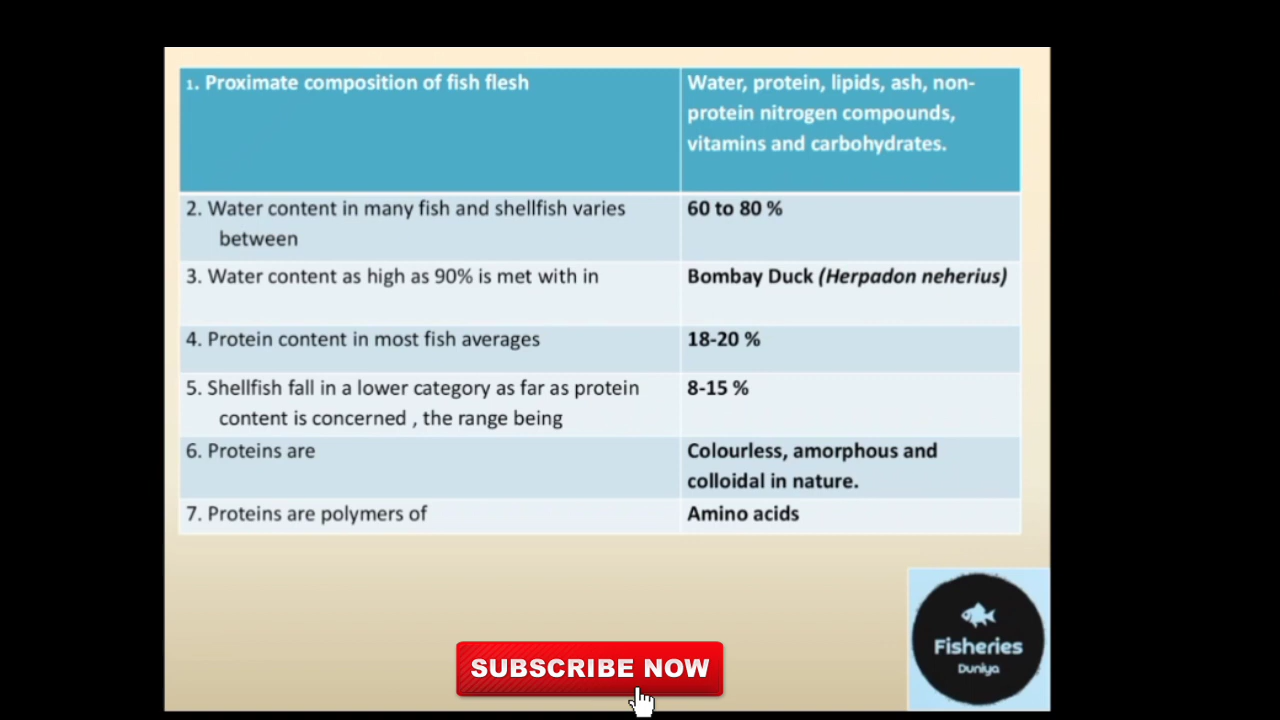 1. Proximate composition of fish flesh
Water, protein, lipids, ash, non-
protein nitrogen compounds,
vitamins and carbohydrates.
2. Water content in many fish and shellfish varies
between
60 to 80 %
3. Water content as high as 90% is met with in
Bombay Duck (Herpadon neherius)
4. Protein content in most fish averages
18-20 %
5. Shellfish fall in a lower category as far as protein
content is concerned , the range being
8-15 %
6. Proteins are
Colourless, amorphous and
colloidal in nature.
7. Proteins are polymers of
Amino acids
Fisheries
Duniya
SUBSCRIBE NOW